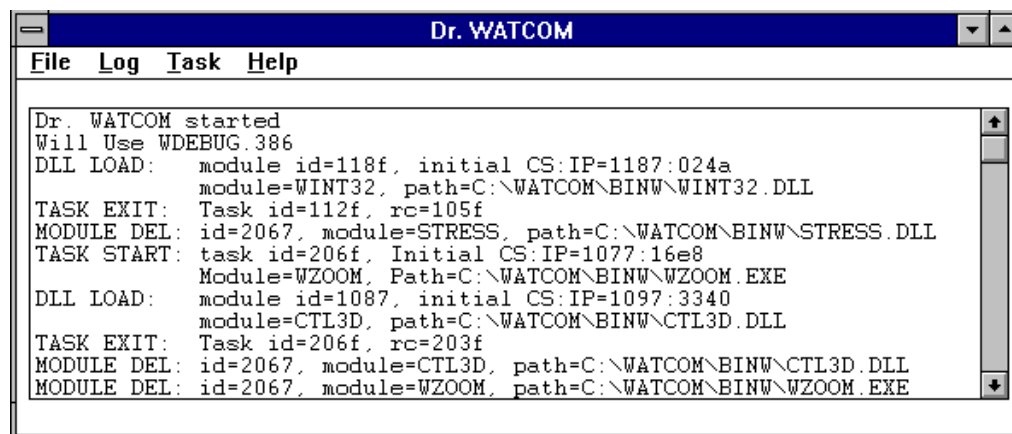 Dr. WATCOM
File Log Task Help
Dr. WATCOM started
Will Use WDEBUG.386
DLL LOAD: module id=118f, initial CS:IP=1187:024a
module=WINT32, path=C:\WATCOM\BINW\WINT32.DLL
TASK EXIT: Task id=112f, rc=105f
MODULE DEL: id=2067, module=STRESS, path=C:\WATCOM\BINW\STRESS.DLL
TASK START: task id=206f, Initial CS:IP=1077:16e8
Module=WZOOM, Path=C:\WATCOM\BINW\WZOOM.EXE
DLL LOAD: module id=1087, initial CS:IP=1097:3340
module=CTL3D, path=C:\WATCOM\BINW\CTL3D.DLL
TASK EXIT: Task id=206f, rc=203f
MODULE DEL: id=2067, module=CTL3D, path=C:\WATCOM\BINW\CTL3D.DLL
MODULE DEL: id=2067, module=WZOOM, path=C:\WATCOM\BINW\WZOOM.EXE